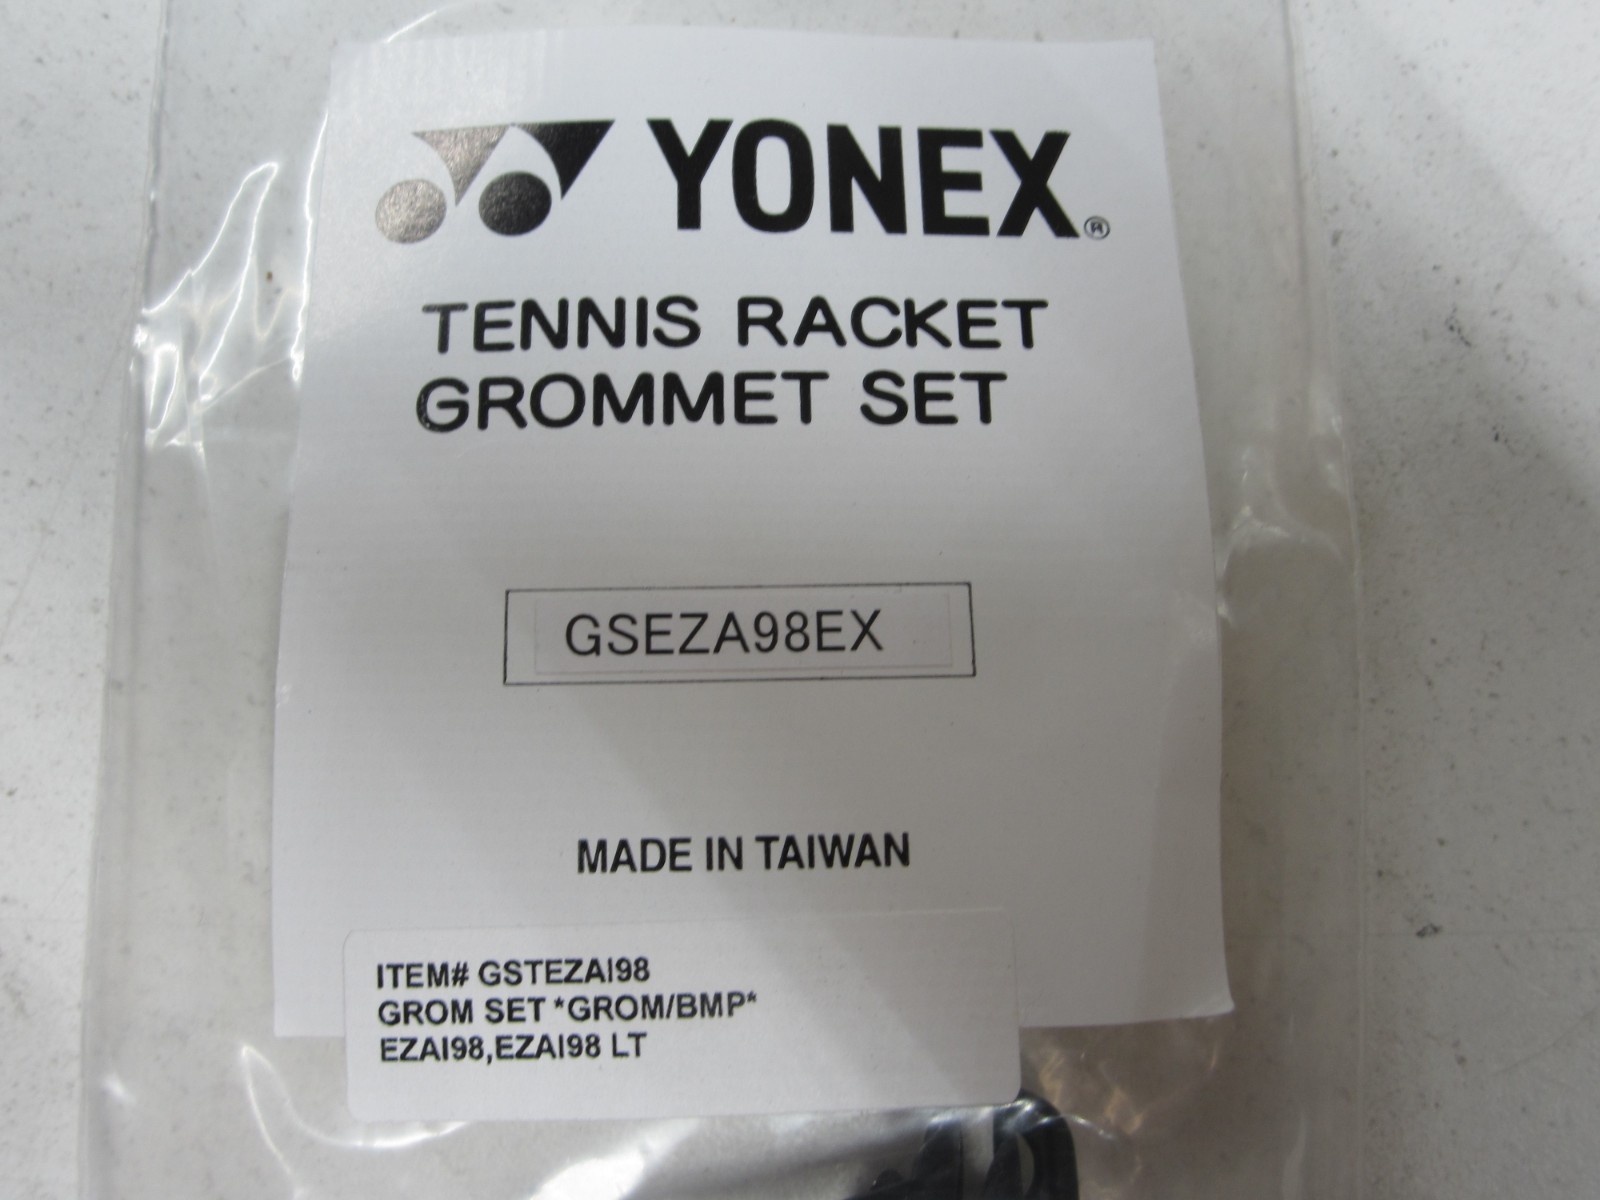 YONEX®
TENNIS RACKET
GROMMET SET
GSEZA98EX
MADE IN TAIWAN
ITEM# GSTEZAI98
GROM SET *GROM/BMP*
EZAI98,EZAI98 LT